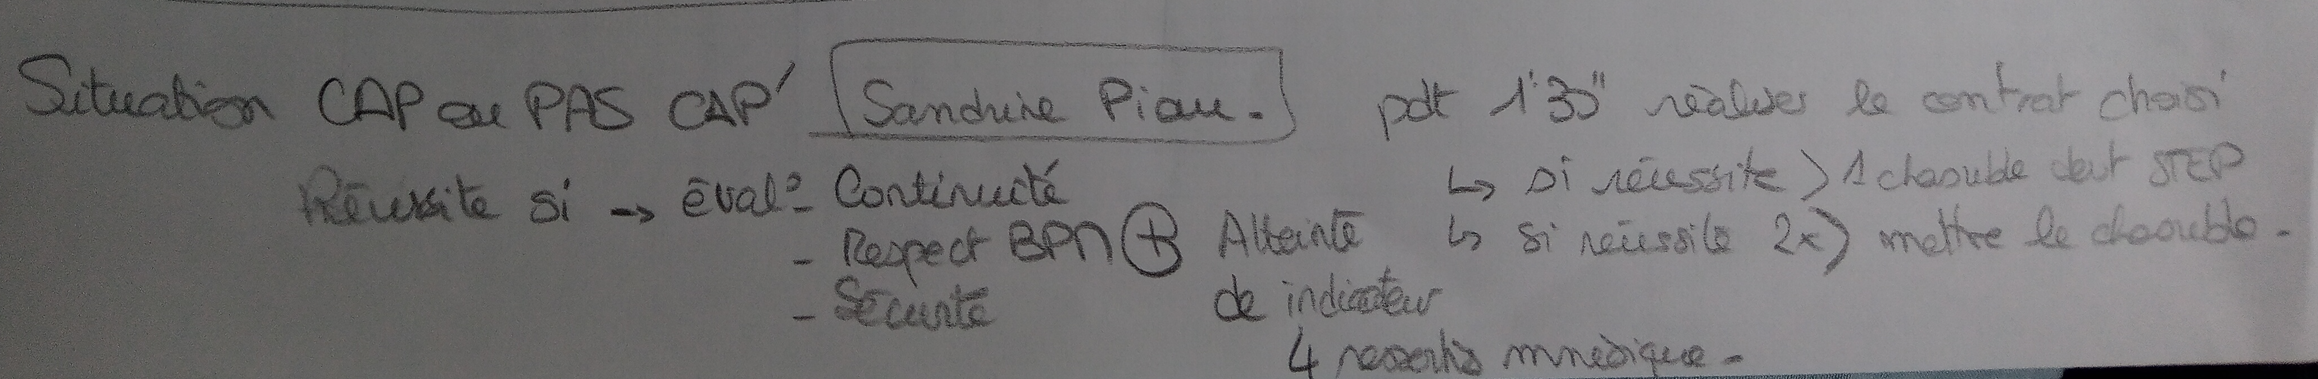 Situation CAP ou PAS CAP' Sandrine Piau. pdt 1'30" réaliser le contrat choisi
Réussite si → éval° - Continuité
- Respect BPM ⊕ Atteinte
- Sécurité de indicateur
4 ressentis mnésique.
↳ si réussite > 1 chasuble dvt STEP
↳ si réussite 2x > mettre le chasuble.